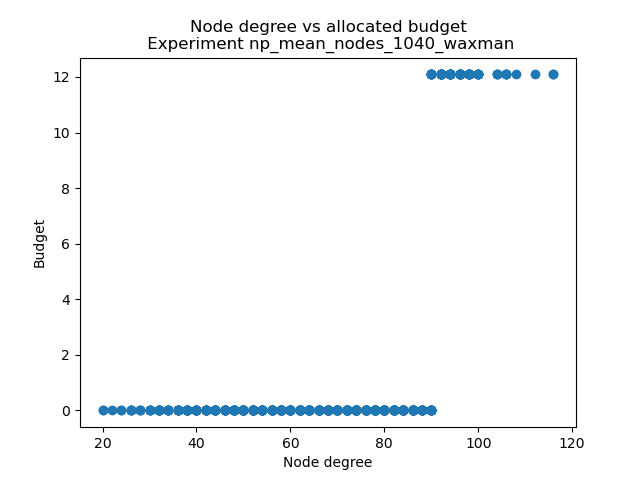 Node degree vs allocated budget
Experiment np_mean_nodes_1040_waxman
12
10
8
6
4
2
0
Budget
20 40 60 80 100 120
Node degree